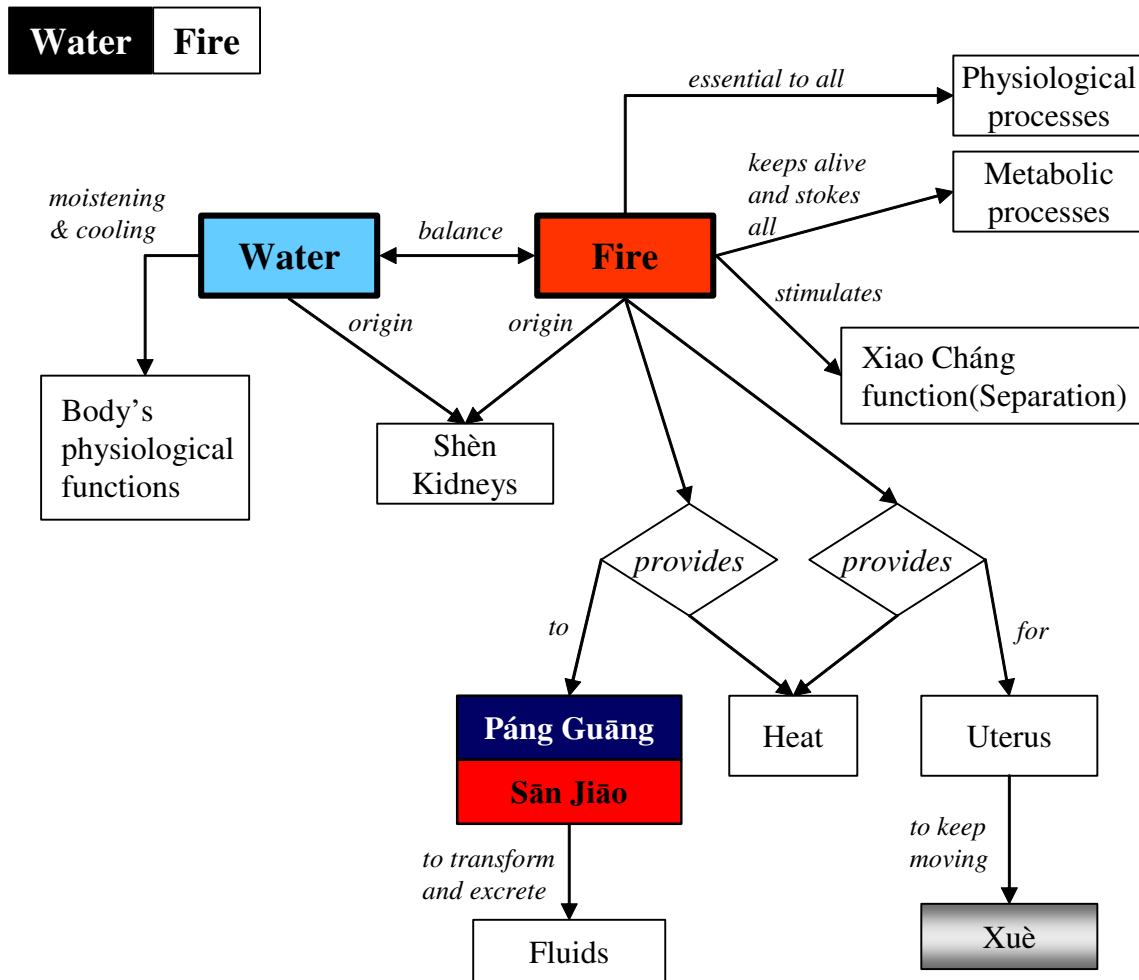 Water Fire
essential to all
Physiological
processes
keeps alive
and stokes
all
Metabolic
processes
moistening
& cooling
Water
balance
Fire
stimulates
origin
origin
Xiao Cháng
function(Separation)
Body’s
physiological
functions
Shèn
Kidneys
provides
provides
to
for
Páng Guāng
Sān Jiāo
Heat
Uterus
to transform
and excrete
to keep
moving
Fluids
Xuè